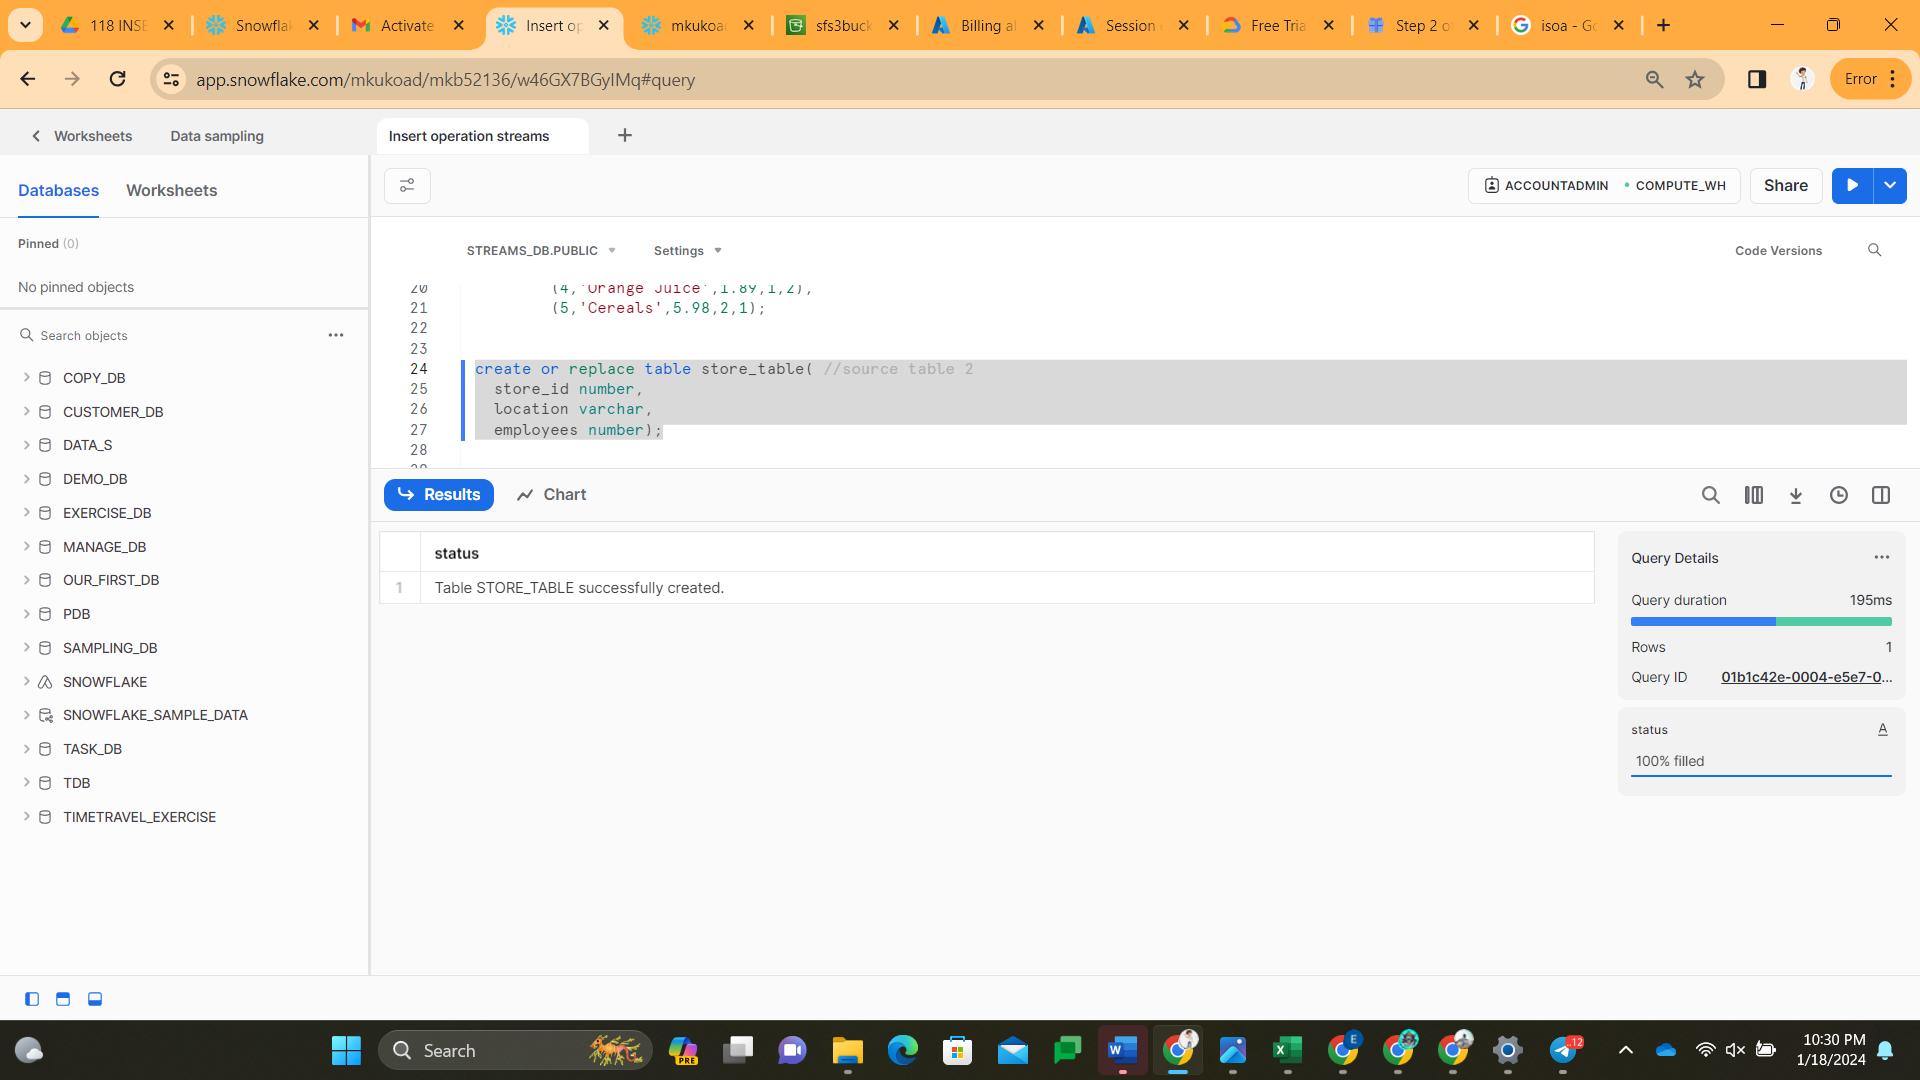 118 INSE
Snowflak
Activate
Insert op
mkukoad
sfs3buck
Billing al
Session
Free Tria
Step 2 o
isoa - Go
app.snowflake.com/mkukoad/mkb52136/w46GX7BGyIMq#query
Error
Worksheets
Data sampling
Insert operation streams
Databases
Worksheets
ACCOUNTADMIN
COMPUTE_WH
Share
Pinned (0)
No pinned objects
STREAMS_DB.PUBLIC
Settings
Code Versions
Search objects
COPY_DB
CUSTOMER_DB
DATA_S
DEMO_DB
EXERCISE_DB
MANAGE_DB
OUR_FIRST_DB
PDB
SAMPLING_DB
SNOWFLAKE
SNOWFLAKE_SAMPLE_DATA
TASK_DB
TDB
TIMETRAVEL_EXERCISE
20 (4,'Orange Juice',1.89,1,2),
21 (5,'Cereals',5.98,2,1);
22
23
24 create or replace table store_table( //source table 2
25 store_id number,
26 location varchar,
27 employees number);
28
29
Results
Chart
status
1 Table STORE_TABLE successfully created.
Query Details
Query duration 195ms
Rows 1
Query ID 01b1c42e-0004-e5e7-0...
status A
100% filled
Search
PRE
W
X
E
12
10:30 PM
1/18/2024